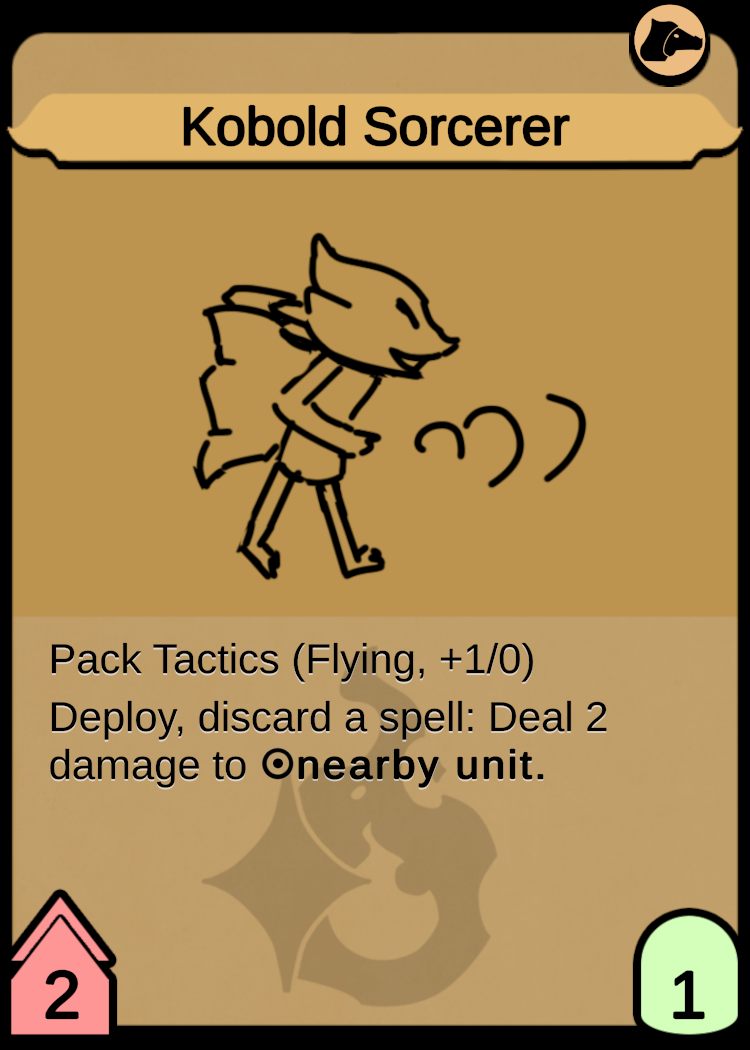 Kobold Sorcerer
Pack Tactics (Flying, +1/0)
Deploy, discard a spell: Deal 2
damage to ⊙nearby unit.
2
1